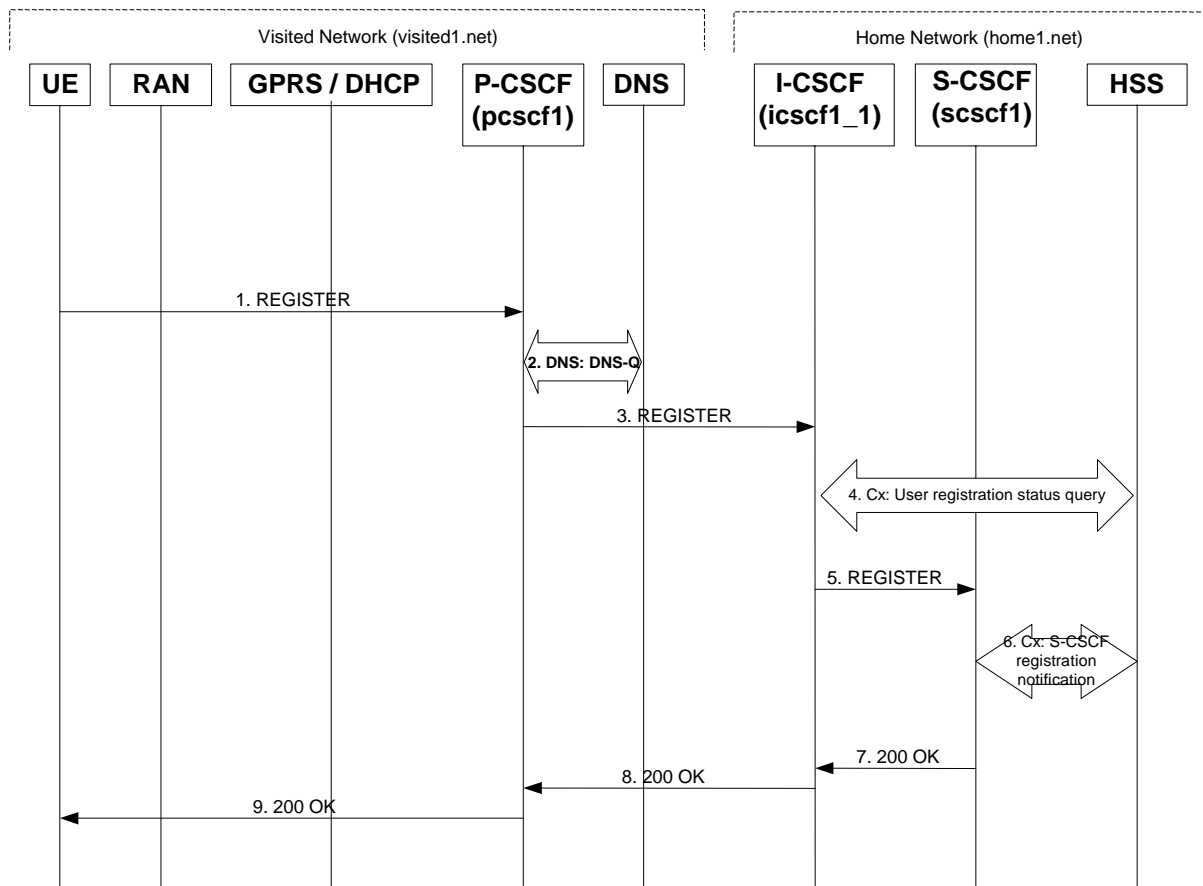 Visited Network (visited1.net)
Home Network (home1.net)
UE
RAN
GPRS / DHCP
P-CSCF
(pcscf1)
DNS
I-CSCF
(icscf1_1)
S-CSCF
(scscf1)
HSS
1. REGISTER
2. DNS: DNS-Q
3. REGISTER
4. Cx: User registration status query
5. REGISTER
6. Cx: S-CSCF
registration
notification
7. 200 OK
8. 200 OK
9. 200 OK